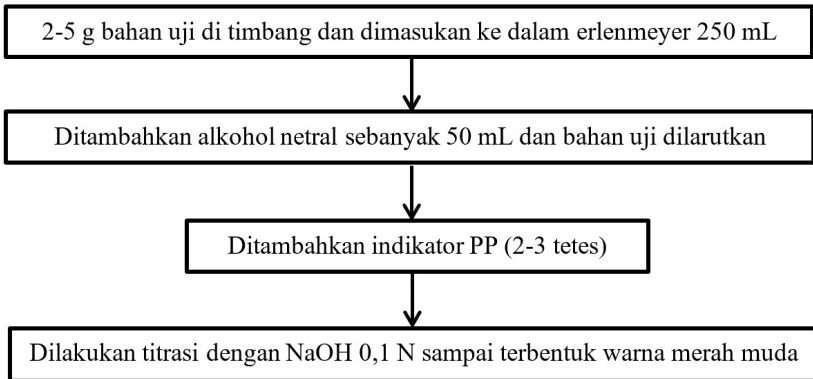 2-5 g bahan uji di timbang dan dimasukan ke dalam erlenmeyer 250 mL
Ditambahkan alkohol netral sebanyak 50 mL dan bahan uji dilarutkan
Ditambahkan indikator PP (2-3 tetes)
Dilakukan titrasi dengan NaOH 0,1 N sampai terbentuk warna merah muda